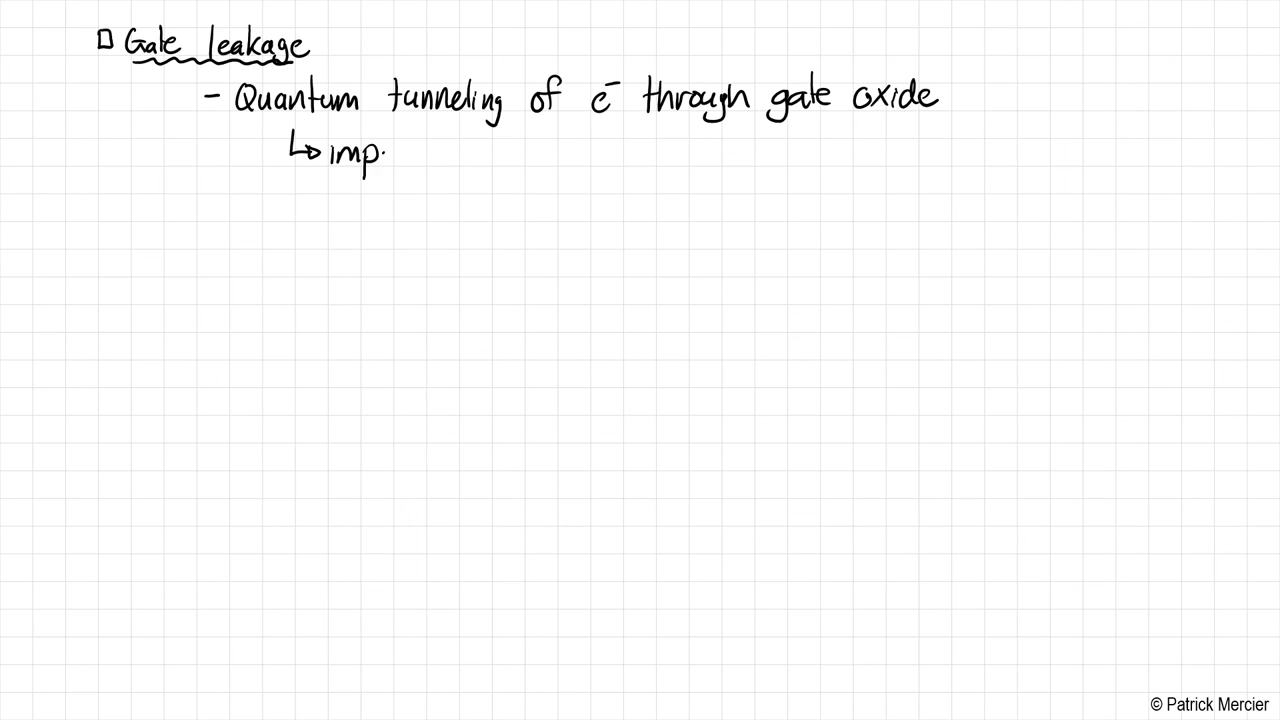 □ Gate leakage
- Quantum tunneling of e⁻ through gate oxide
↳ imp
© Patrick Mercier